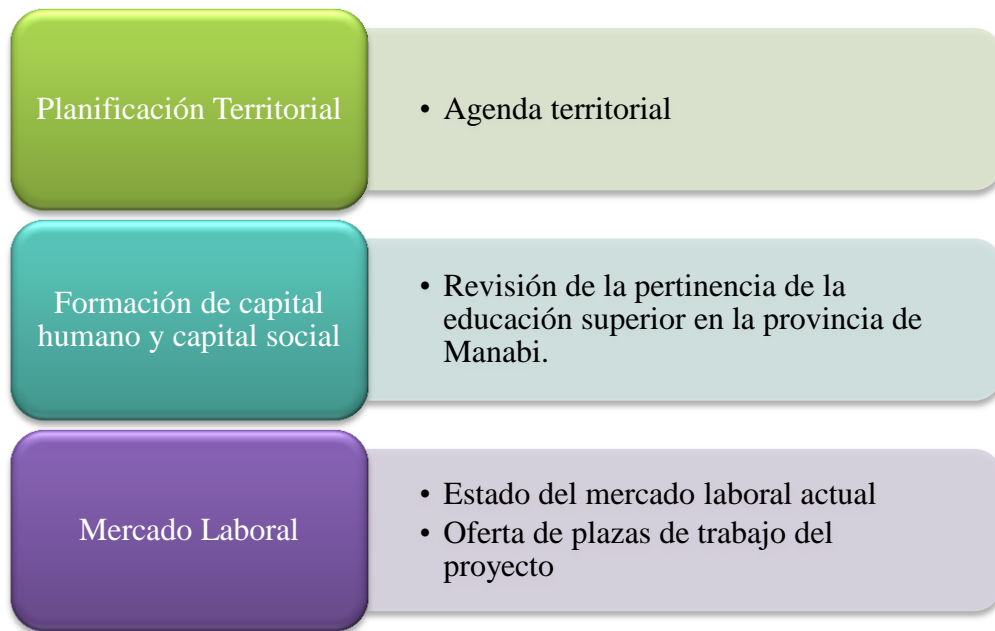 Planificación Territorial
• Agenda territorial
Formación de capital
humano y capital social
• Revisión de la pertinencia de la
educación superior en la provincia de
Manabi.
Mercado Laboral
• Estado del mercado laboral actual
• Oferta de plazas de trabajo del
proyecto